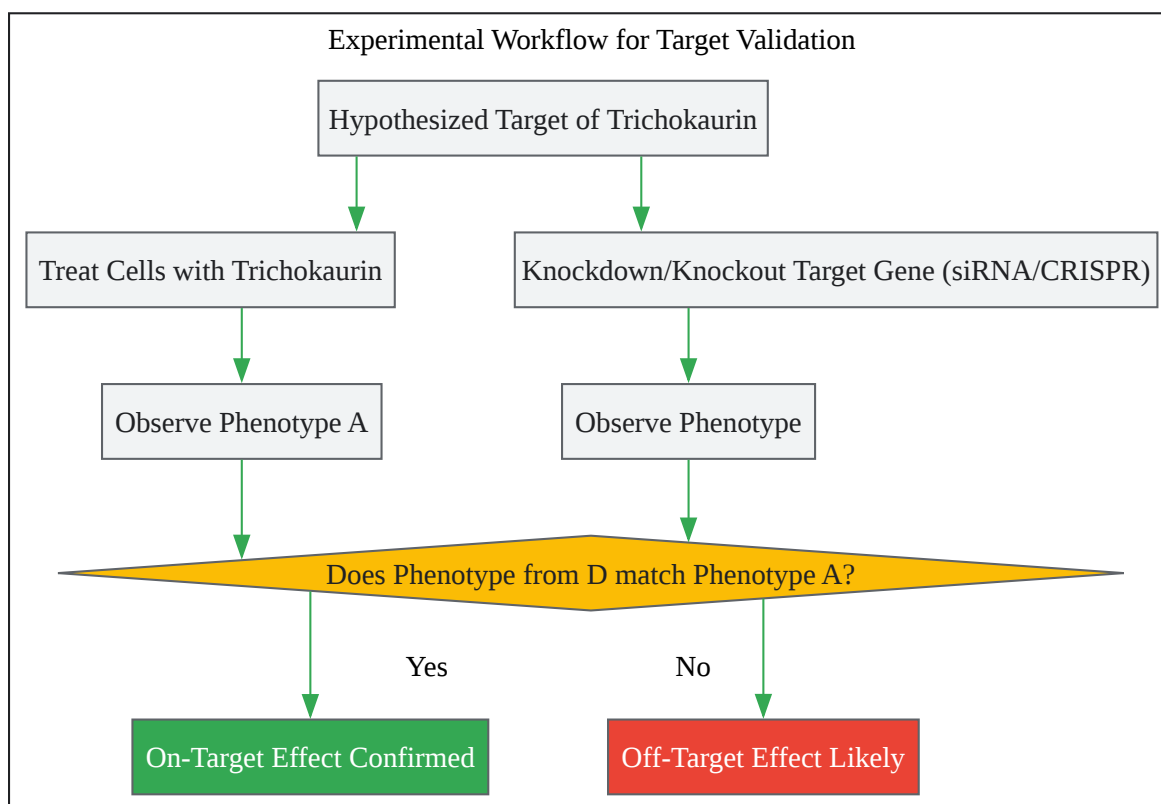 Experimental Workflow for Target Validation
Hypothesized Target of Trichokaurin
Treat Cells with Trichokaurin
Knockdown/Knockout Target Gene (siRNA/CRISPR)
Observe Phenotype A
Observe Phenotype
Does Phenotype from D match Phenotype A?
Yes
No
On-Target Effect Confirmed
Off-Target Effect Likely